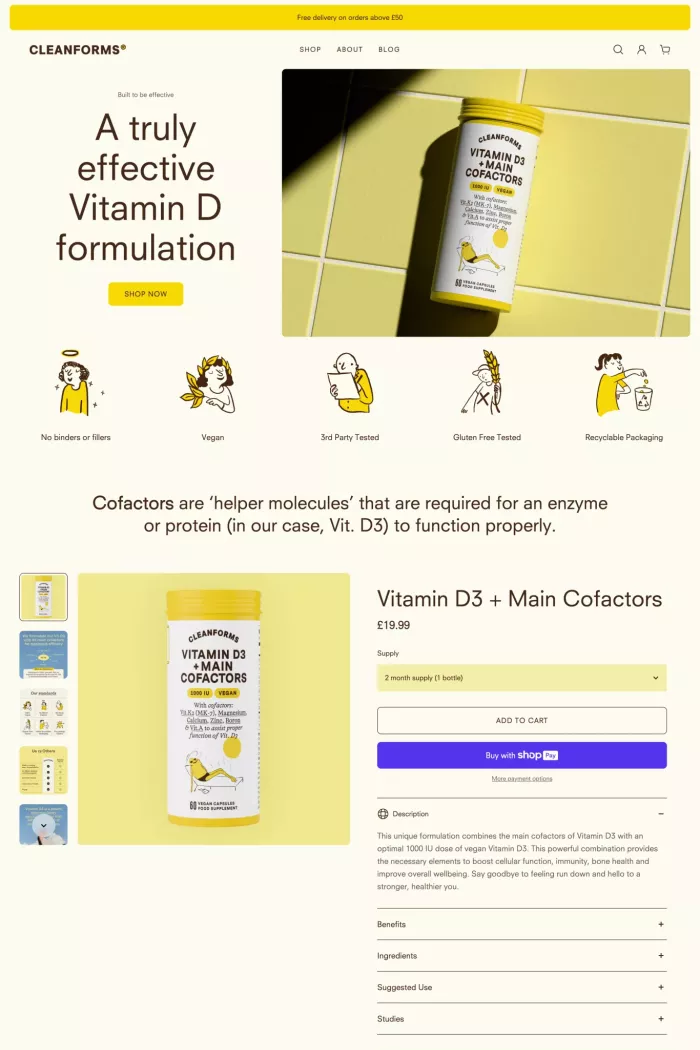 Free delivery on orders above £50
CLEANFORMS®
SHOP ABOUT BLOG
Built to be effective
A truly
effective
Vitamin D
formulation
SHOP NOW
CLEANFORMS
VITAMIN D3
+ MAIN
COFACTORS
1000 IU VEGAN
With cofactors:
Vit.K2 (MK-7), Magnesium,
Calcium, Zinc, Boron
& Vit.A to assist proper
function of Vit. D3
60 VEGAN CAPSULES
FOOD SUPPLEMENT
No binders or fillers
Vegan
3rd Party Tested
Gluten Free Tested
Recyclable Packaging
Cofactors are ‘helper molecules’ that are required for an enzyme
or protein (in our case, Vit. D3) to function properly.
CLEANFORMS
VITAMIN D3
+ MAIN
COFACTORS
1000 IU VEGAN
With cofactors:
Vit.K2 (MK-7), Magnesium,
Calcium, Zinc, Boron
& Vit.A to assist proper
function of Vit. D3
60 VEGAN CAPSULES
FOOD SUPPLEMENT
Our standards
Us vs Others
Vitamin D3 + Main Cofactors
£19.99
Supply
2 month supply (1 bottle)
ADD TO CART
Buy with shop Pay
More payment options
Description
This unique formulation combines the main cofactors of Vitamin D3 with an
optimal 1000 IU dose of vegan Vitamin D3. This powerful combination provides
the necessary elements to boost cellular function, immunity, bone health and
improve overall wellbeing. Say goodbye to feeling run down and hello to a
stronger, healthier you.
Benefits
Ingredients
Suggested Use
Studies